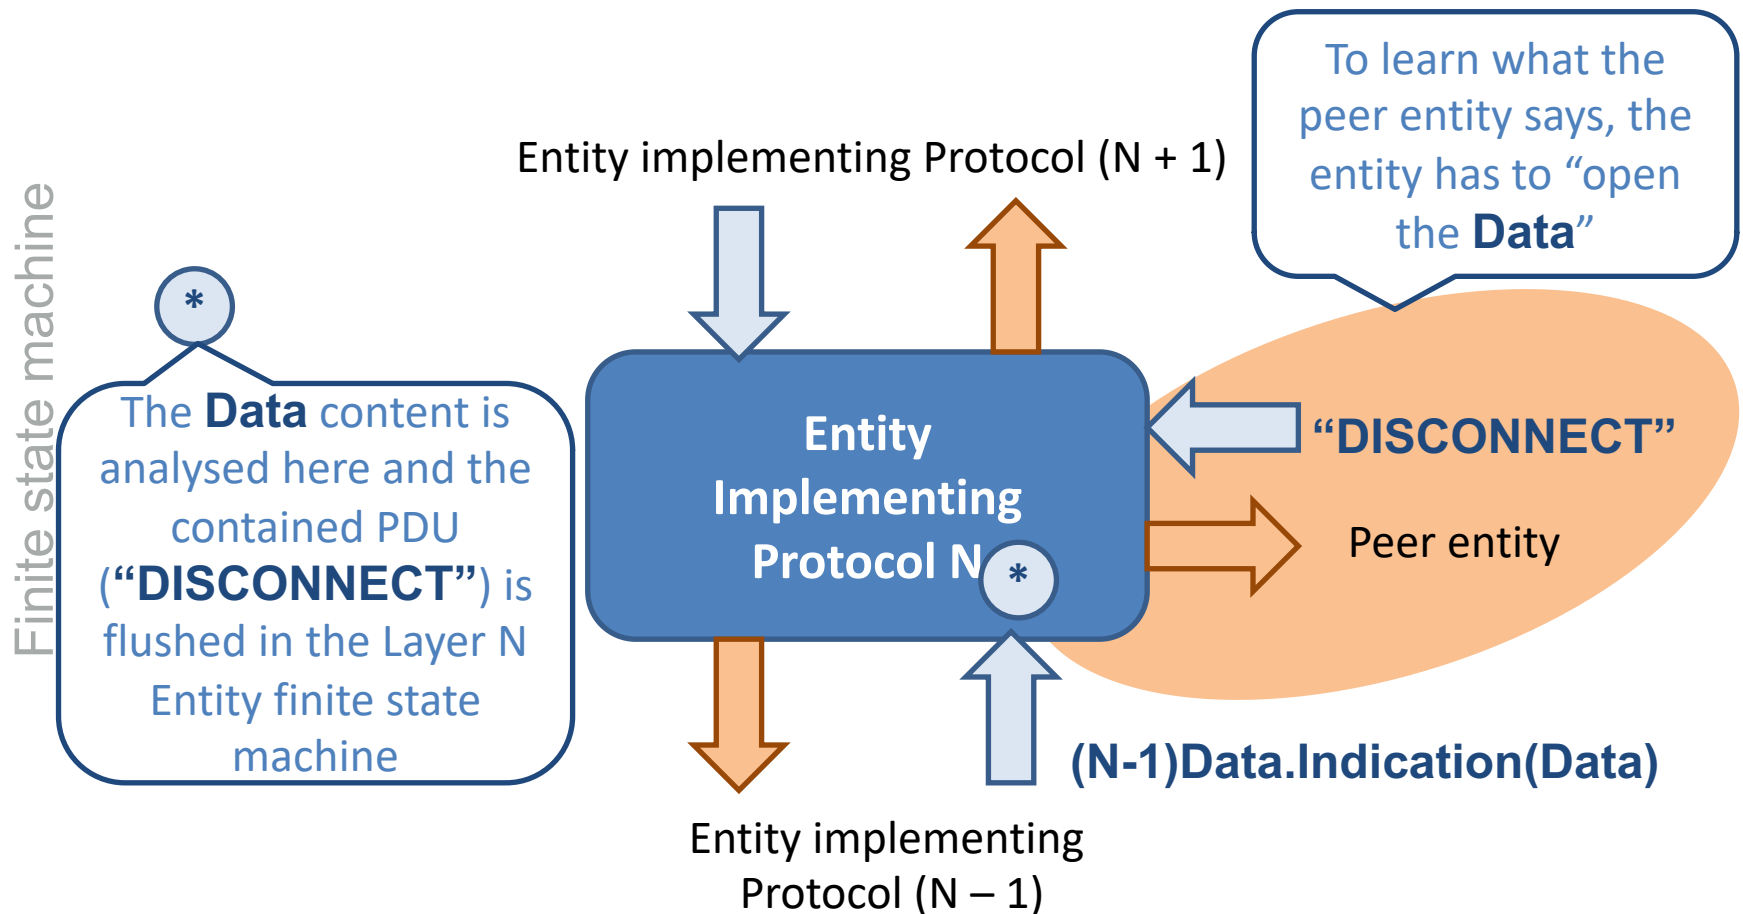 Finite state machine
To learn what the
peer entity says, the
entity has to “open
the Data”
Entity implementing Protocol (N + 1)
*
The Data content is
analysed here and the
contained PDU
(“DISCONNECT”) is
flushed in the Layer N
Entity finite state
machine
Entity
Implementing
Protocol N
*
“DISCONNECT”
Peer entity
(N-1)Data.Indication(Data)
Entity implementing
Protocol (N – 1)